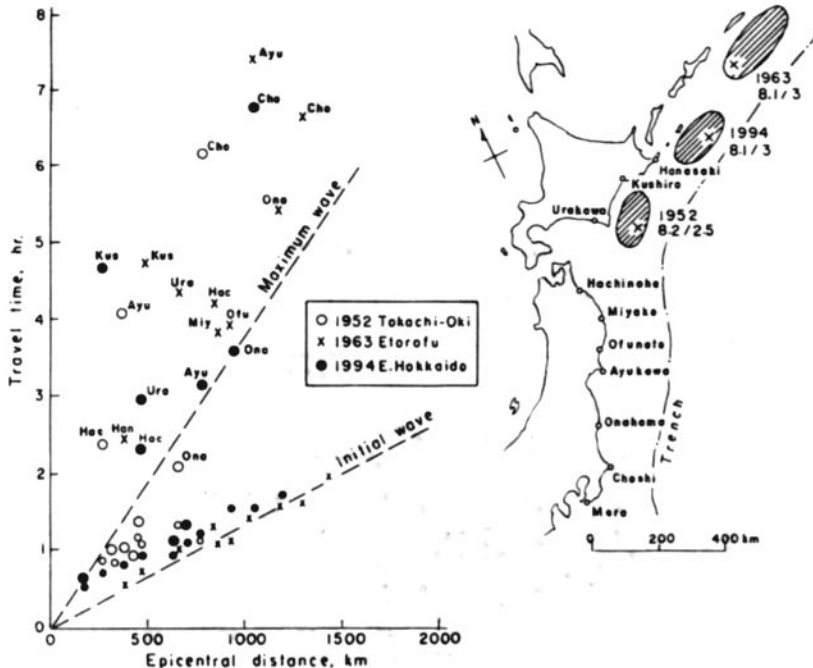 8
7
6
5
4
3
2
1
0
Travel time, hr.
0 500 1000 1500 2000
Epicentral distance, km
Ayu
Cho
Cho
Cho
Ona
Maximum wave
Kus
Kus
Ura
Hac
Ayu
Miy
Ofu
Ona
Ayu
Ura
Hac
Han
Hac
Ona
Initial wave
○ 1952 Tokachi-Oki
x 1963 Etorofu
● 1994 E. Hokkaido
N
1963
8.1/3
1994
8.1/3
Hanasaki
Kushiro
Urakawa
1952
8.2/2.5
Hachinohe
Miyako
Ofunato
Ayukawa
Onahama
Choshi
Mera
Trench
0 200 400 km